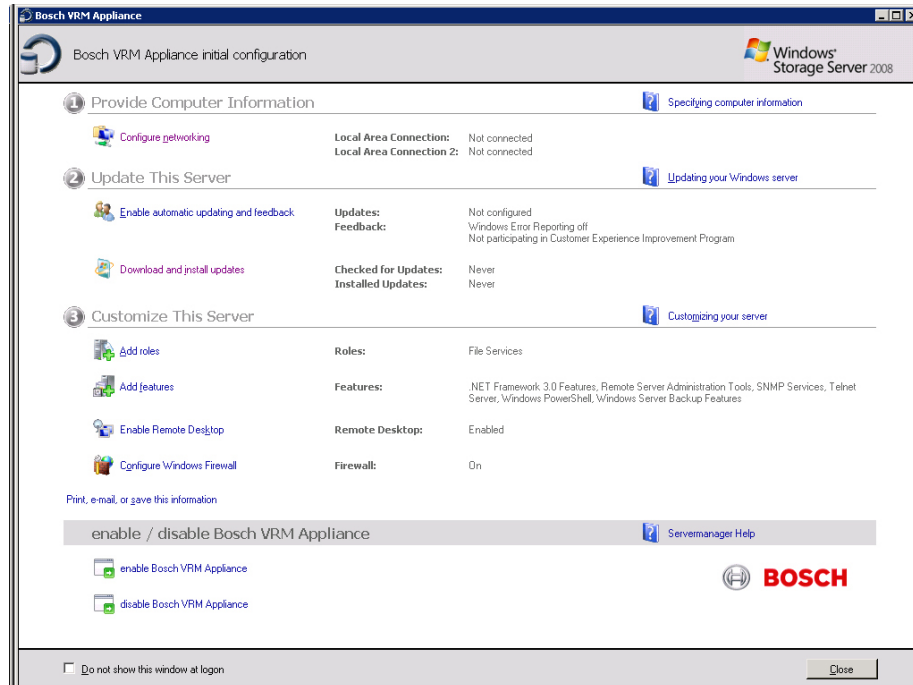 Bosch VRM Appliance
Bosch VRM Appliance initial configuration
Windows®
Storage Server 2008
1 Provide Computer Information
Specifying computer information
Configure networking
Local Area Connection: Not connected
Local Area Connection 2: Not connected
2 Update This Server
Updating your Windows server
Enable automatic updating and feedback
Updates: Not configured
Feedback: Windows Error Reporting off
Not participating in Customer Experience Improvement Program
Download and install updates
Checked for Updates: Never
Installed Updates: Never
3 Customize This Server
Customizing your server
Add roles
Roles: File Services
Add features
Features: .NET Framework 3.0 Features, Remote Server Administration Tools, SNMP Services, Telnet
Server, Windows PowerShell, Windows Server Backup Features
Enable Remote Desktop
Remote Desktop: Enabled
Configure Windows Firewall
Firewall: On
Print, e-mail, or save this information
enable / disable Bosch VRM Appliance
Servermanager Help
enable Bosch VRM Appliance
BOSCH
disable Bosch VRM Appliance
Do not show this window at logon
Close